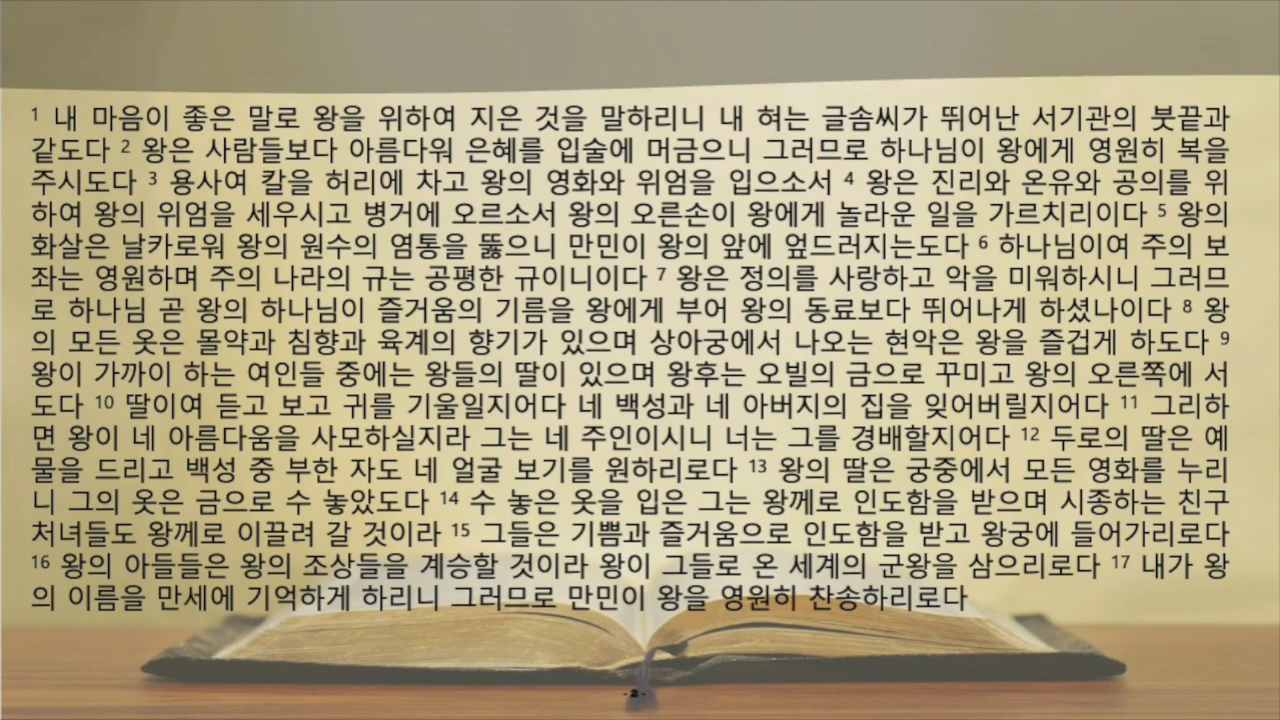 1 내 마음이 좋은 말로 왕을 위하여 지은 것을 말하리니 내 혀는 글솜씨가 뛰어난 서기관의 붓끝과
같도다 2 왕은 사람들보다 아름다워 은혜를 입술에 머금으니 그러므로 하나님이 왕에게 영원히 복을
주시도다 3 용사여 칼을 허리에 차고 왕의 영화와 위엄을 입으소서 4 왕은 진리와 온유와 공의를 위
하여 왕의 위엄을 세우시고 병거에 오르소서 왕의 오른손이 왕에게 놀라운 일을 가르치리이다 5 왕의
화살은 날카로워 왕의 원수의 염통을 뚫으니 만민이 왕의 앞에 엎드러지는도다 6 하나님이여 주의 보
좌는 영원하며 주의 나라의 규는 공평한 규이니이다 7 왕은 정의를 사랑하고 악을 미워하시니 그러므
로 하나님 곧 왕의 하나님이 즐거움의 기름을 왕에게 부어 왕의 동료보다 뛰어나게 하셨나이다 8 왕
의 모든 옷은 몰약과 침향과 육계의 향기가 있으며 상아궁에서 나오는 현악은 왕을 즐겁게 하도다 9
왕이 가까이 하는 여인들 중에는 왕들의 딸이 있으며 왕후는 오빌의 금으로 꾸미고 왕의 오른쪽에 서
도다 10 딸이여 듣고 보고 귀를 기울일지어다 네 백성과 네 아버지의 집을 잊어버릴지어다 11 그리하
면 왕이 네 아름다움을 사모하실지라 그는 네 주인이시니 너는 그를 경배할지어다 12 두로의 딸은 예
물을 드리고 백성 중 부한 자도 네 얼굴 보기를 원하리로다 13 왕의 딸은 궁중에서 모든 영화를 누리
니 그의 옷은 금으로 수 놓았도다 14 수 놓은 옷을 입은 그는 왕께로 인도함을 받으며 시종하는 친구
처녀들도 왕께로 이끌려 갈 것이라 15 그들은 기쁨과 즐거움으로 인도함을 받고 왕궁에 들어가리로다
16 왕의 아들들은 왕의 조상들을 계승할 것이라 왕이 그들로 온 세계의 군왕을 삼으리로다 17 내가 왕
의 이름을 만세에 기억하게 하리니 그러므로 만민이 왕을 영원히 찬송하리로다
- 2 -